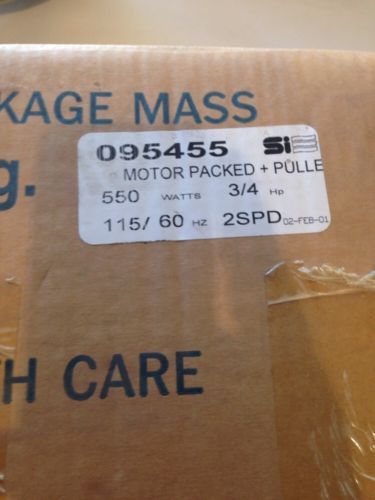 KAGE MASS
g.
095455 Si
MOTOR PACKED + PULLE
550 WATTS 3/4 Hp
115/ 60 HZ 2SPD 02-FEB-01
H CARE